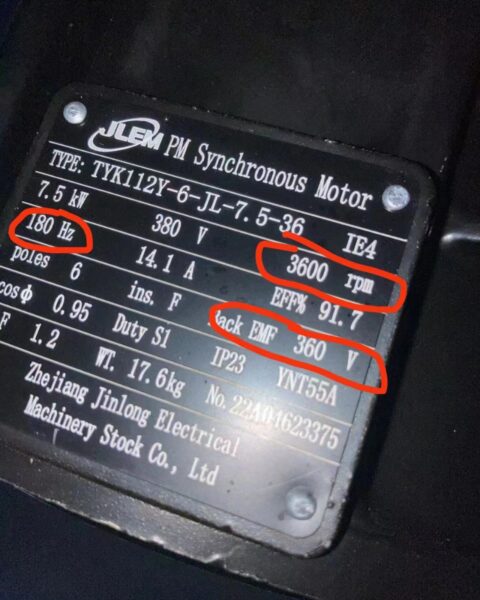 JLEM PM Synchronous Motor
TYPE: TYK112Y-6-JL-7.5-36 IE4
7.5 kW 380 V 3600 rpm
180 Hz 14.1 A EFF% 91.7
poles 6 ins. F Back EMF 360 V
cosΦ 0.95 Duty S1 IP23 YNT55A
F 1.2 WT. 17.6kg No. 22A04623375
Zhejiang Jinlong Electrical
Machinery Stock Co., Ltd